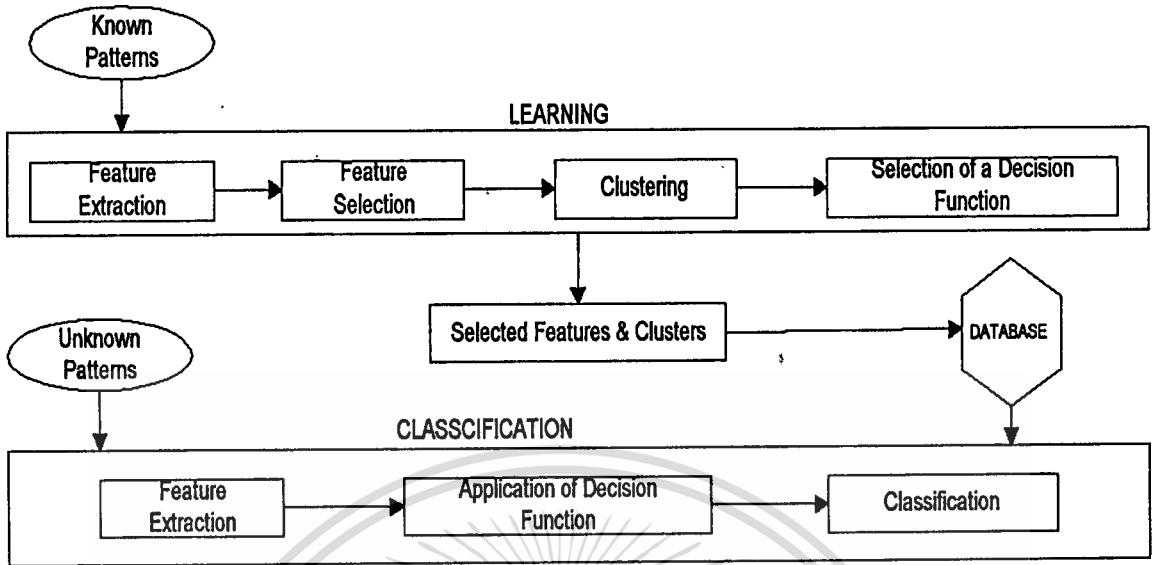 Known
Patterns
LEARNING
Feature
Extraction
Feature
Selection
Clustering
Selection of a Decision
Function
Selected Features & Clusters
DATABASE
Unknown
Patterns
CLASSCIFICATION
Feature
Extraction
Application of Decision
Function
Classification